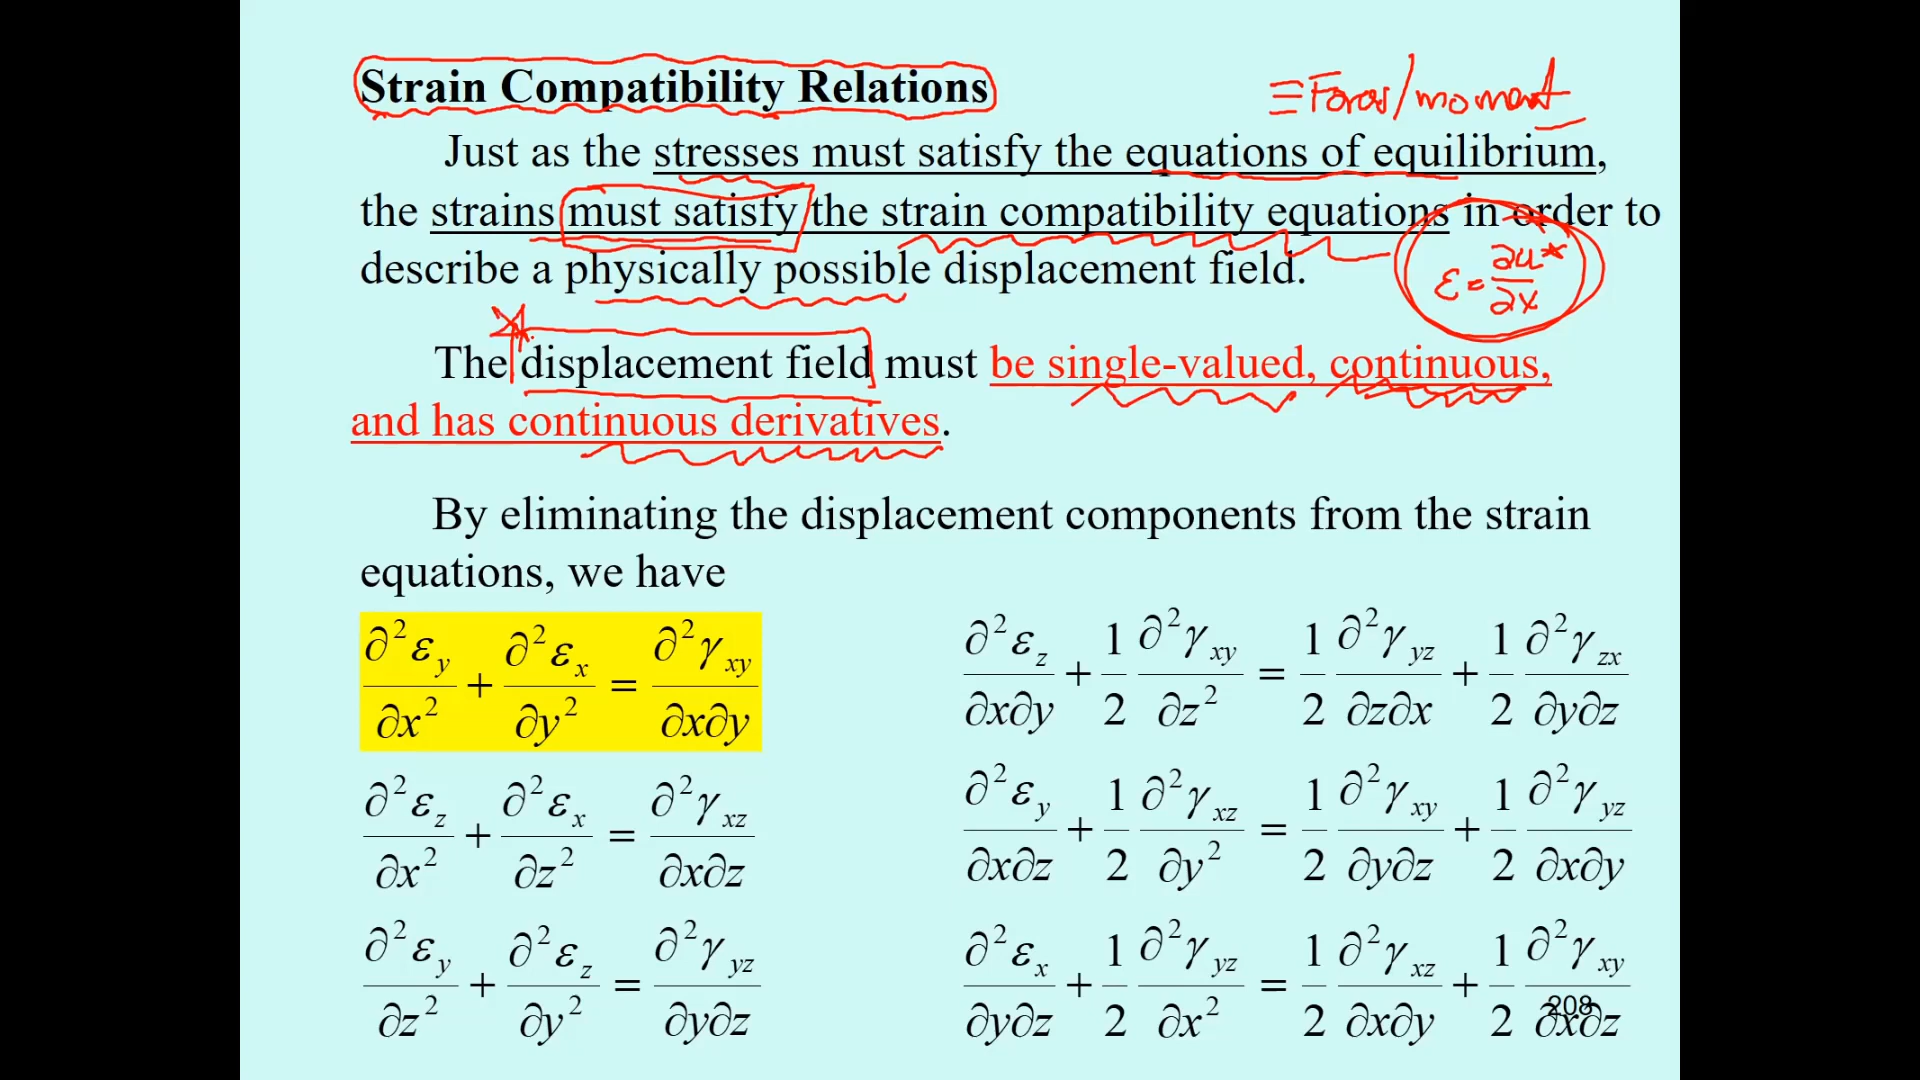 Strain Compatibility Relations
≡ Forces/moment
Just as the stresses must satisfy the equations of equilibrium,
the strains must satisfy the strain compatibility equations in order to
describe a physically possible displacement field.
ε = ∂u/∂x
The displacement field must be single-valued, continuous,
and has continuous derivatives.
By eliminating the displacement components from the strain
equations, we have
∂²ε_y/∂x² + ∂²ε_x/∂y² = ∂²γ_xy/∂x∂y
∂²ε_z/∂x∂y + 1/2 ∂²γ_xy/∂z² = 1/2 ∂²γ_yz/∂z∂x + 1/2 ∂²γ_zx/∂y∂z
∂²ε_z/∂x² + ∂²ε_x/∂z² = ∂²γ_xz/∂x∂z
∂²ε_y/∂x∂z + 1/2 ∂²γ_xz/∂y² = 1/2 ∂²γ_xy/∂y∂z + 1/2 ∂²γ_yz/∂x∂y
∂²ε_y/∂z² + ∂²ε_z/∂y² = ∂²γ_yz/∂y∂z
∂²ε_x/∂y∂z + 1/2 ∂²γ_yz/∂x² = 1/2 ∂²γ_xz/∂x∂y + 1/2 ∂²γ_xy/∂x∂z
208